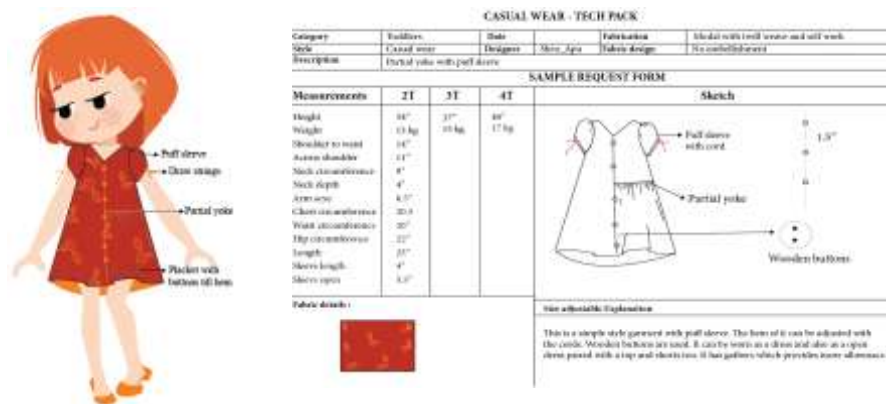 Puff sleeve
Draw strings
Partial yoke
Placket with
buttons till hem
CASUAL WEAR - TECH PACK
Category Toddlers Date Fabrication Modal with twill weave and self work
Style Casual wear Designer Fabric design No embellishment
Description Partial yoke with puff sleeve
SAMPLE REQUEST FORM
Measurements 2T 3T 4T Sketch
Height 37"
Weight 13 kg 15 kg 17 kg
Shoulder to waist 14"
Across shoulder 11"
Neck circumference
Neck depth 4"
Arm scye 6.5"
Chest circumference 20.5
Waist circumference 20"
Hip circumference 22"
Length
Sleeve length 4"
Sleeve open 5.5"
Puff sleeve
with cord
1.5"
Partial yoke
Wooden buttons
Fabric details :
Size adjustable Explanation
This is a simple style garment with puff sleeve. The hem of it can be adjusted with
the cords. Wooden buttons are used. It can by worn as a dress and also as a open
dress paired with a top and shorts too. It has gathers which provides more allowance